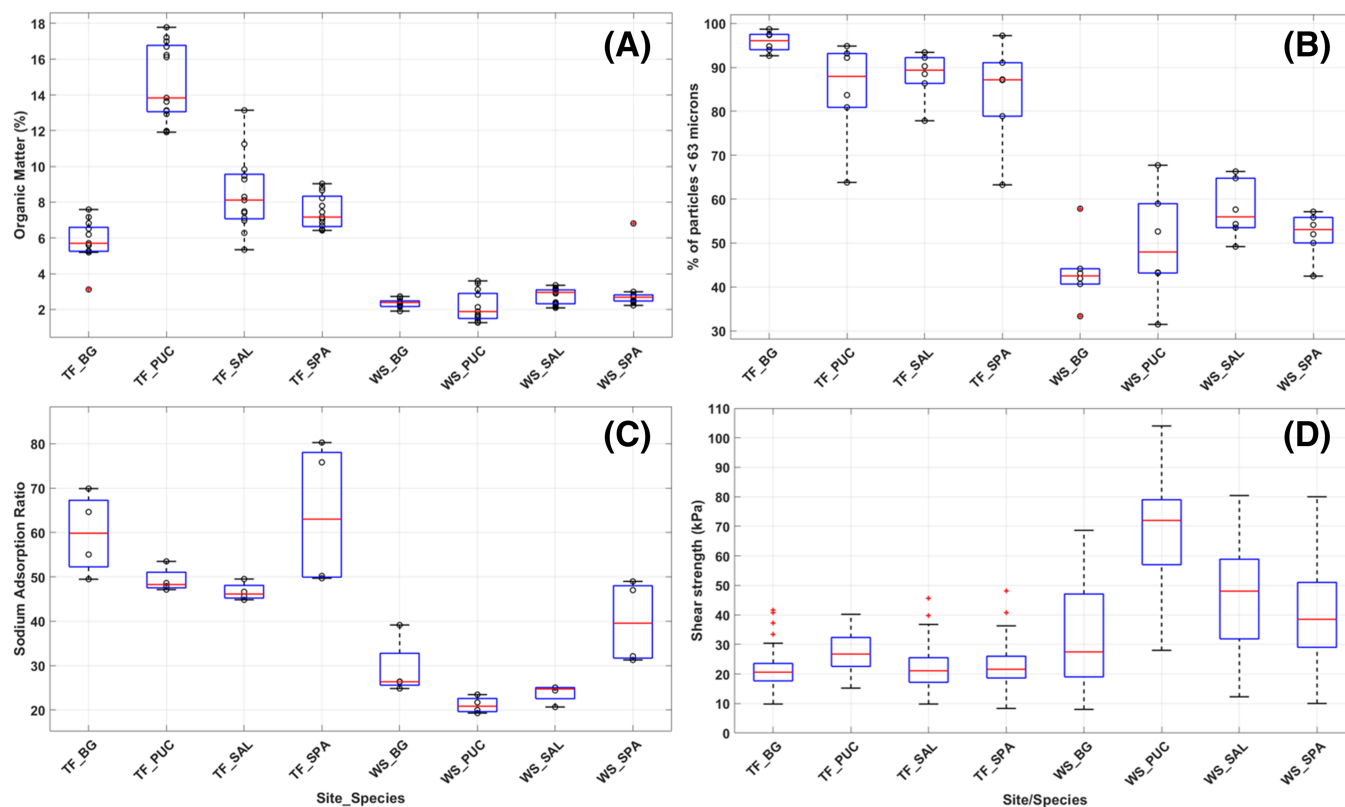 (A)
Organic Matter (%)
18
16
14
12
10
8
6
4
2
TF_BG
TF_PUC
TF_SAL
TF_SPA
WS_BG
WS_PUC
WS_SAL
WS_SPA
(B)
% of particles < 63 microns
100
90
80
70
60
50
40
30
TF_BG
TF_PUC
TF_SAL
TF_SPA
WS_BG
WS_PUC
WS_SAL
WS_SPA
(C)
Sodium Adsorption Ratio
80
70
60
50
40
30
20
TF_BG
TF_PUC
TF_SAL
TF_SPA
WS_BG
WS_PUC
WS_SAL
WS_SPA
Site_Species
(D)
Shear strength (kPa)
110
100
90
80
70
60
50
40
30
20
10
0
TF_BG
TF_PUC
TF_SAL
TF_SPA
WS_BG
WS_PUC
WS_SAL
WS_SPA
Site/Species